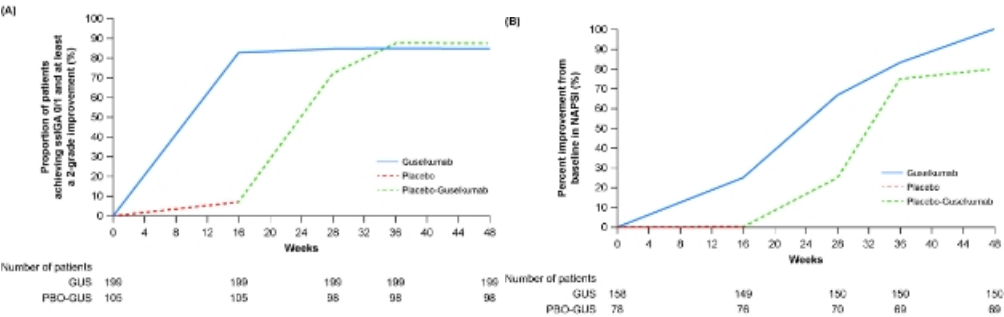 (A)
Proportion of patients
achieving ssIGA 0/1 and at least
a 2-grade improvement (%)
100
90
80
70
60
50
40
30
20
10
0
Guselkumab
Placebo
Placebo-Guselkumab
0 4 8 12 16 20 24 28 32 36 40 44 48
Weeks
Number of patients
GUS 199 199 199 199 199
PBO-GUS 105 105 98 98 98
(B)
Percent improvement from
baseline in NAPSI (%)
100
90
80
70
60
50
40
30
20
10
0
Guselkumab
Placebo
Placebo-Guselkumab
0 4 8 12 16 20 24 28 32 36 40 44 48
Weeks
Number of patients
GUS 158 149 150 150 150
PBO-GUS 78 76 70 69 69